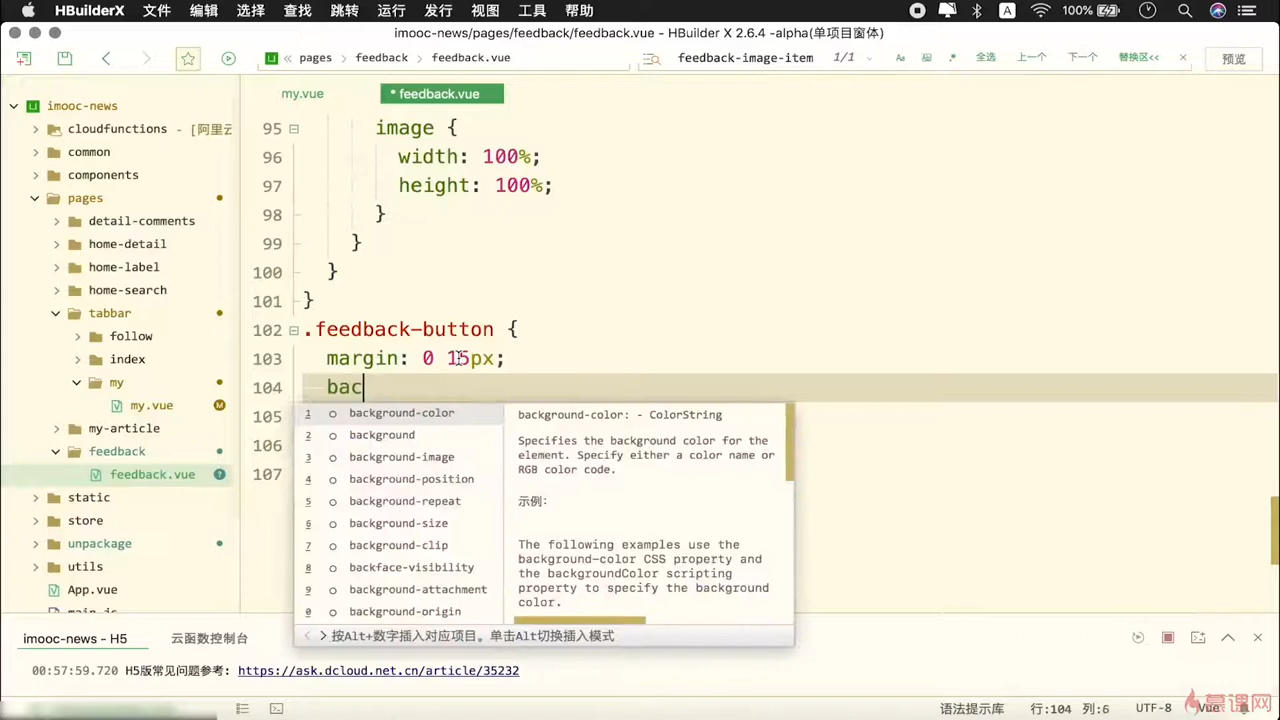 HBuilderX 文件 编辑 选择 查找 跳转 运行 发行 视图 工具 帮助 A 100%
imooc-news/pages/feedback/feedback.vue - HBuilder X 2.6.4 -alpha(单项目窗体)
pages feedback feedback.vue feedback-image-item 1/1 Aa .* 全选 上一个 下一个 替换区<< 预览
imooc-news
cloudfunctions - [阿里云
common
components
pages
detail-comments
home-detail
home-label
home-search
tabbar
follow
index
my
my.vue M
my-article
feedback
feedback.vue ?
static
store
unpackage
utils
App.vue
main.js
my.vue * feedback.vue
95 image {
96 width: 100%;
97 height: 100%;
98 }
99 }
100 }
101 }
102 .feedback-button {
103 margin: 0 15px;
104 bac
105
106
107
1 background-color
2 background
3 background-image
4 background-position
5 background-repeat
6 background-size
7 background-clip
8 backface-visibility
9 background-attachment
0 background-origin
background-color: - ColorString
Specifies the background color for the
element. Specify either a color name or
RGB color code.
示例:
The following examples use the
background-color CSS property and
the backgroundColor scripting
property to specify the background
color.
按Alt+数字插入对应项目。单击Alt切换插入模式
imooc-news - H5 云函数控制台
00:57:59.720 H5版常见问题参考: https://ask.dcloud.net.cn/article/35232
语法提示库 行:104 列:6 UTF-8 Vue
慕课网